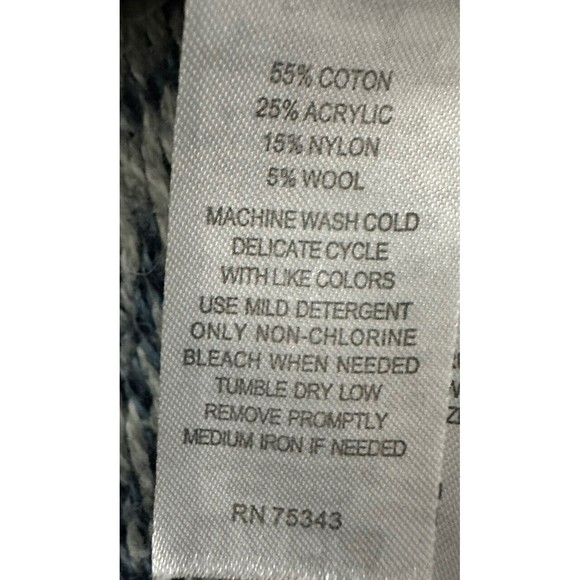 55% COTON
25% ACRYLIC
15% NYLON
5% WOOL
MACHINE WASH COLD
DELICATE CYCLE
WITH LIKE COLORS
USE MILD DETERGENT
ONLY NON-CHLORINE
BLEACH WHEN NEEDED
TUMBLE DRY LOW
REMOVE PROMPTLY
MEDIUM IRON IF NEEDED
RN 75343